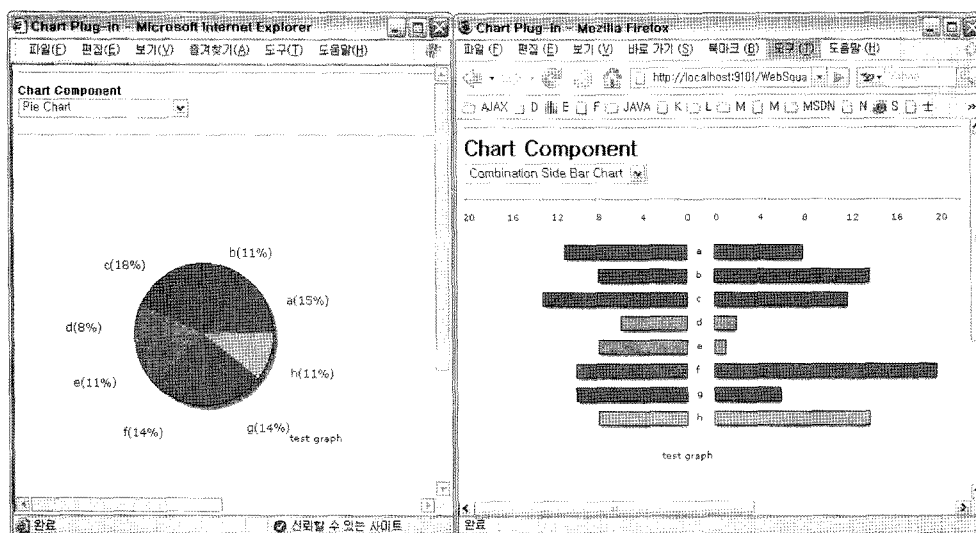 Chart Plug-in - Microsoft Internet Explorer
파일(F) 편집(E) 보기(V) 즐겨찾기(A) 도구(T) 도움말(H)
Chart Component
Pie Chart
b(11%)
c(18%)
a(15%)
d(8%)
e(11%)
h(11%)
f(14%)
g(14%)
test graph
완료
신뢰할 수 있는 사이트
Chart Plug-in - Mozilla Firefox
파일 (F) 편집 (E) 보기 (V) 바로 가기 (S) 북마크 (B) 도구 (T) 도움말 (H)
http://localhost:9101/WebSqua
AJAX D E F JAVA K L M M MSDN N S 士 »
Chart Component
Combination Side Bar Chart
20 16 12 8 4 0 0 4 8 12 16 20
a
b
c
d
e
f
g
h
test graph
완료